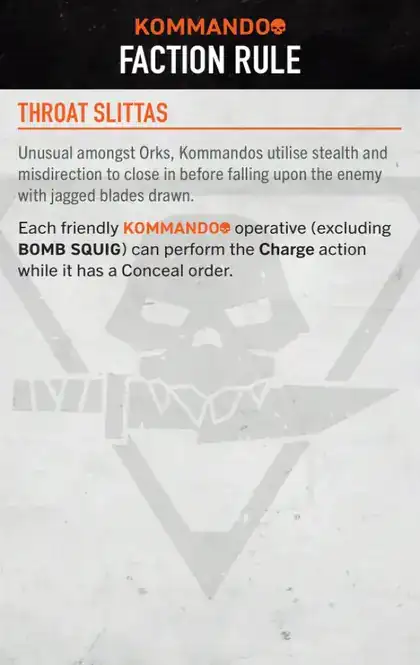 KOMMANDO
FACTION RULE
THROAT SLITTAS
Unusual amongst Orks, Kommandos utilise stealth and
misdirection to close in before falling upon the enemy
with jagged blades drawn.
Each friendly KOMMANDO operative (excluding
BOMB SQUIG) can perform the Charge action
while it has a Conceal order.